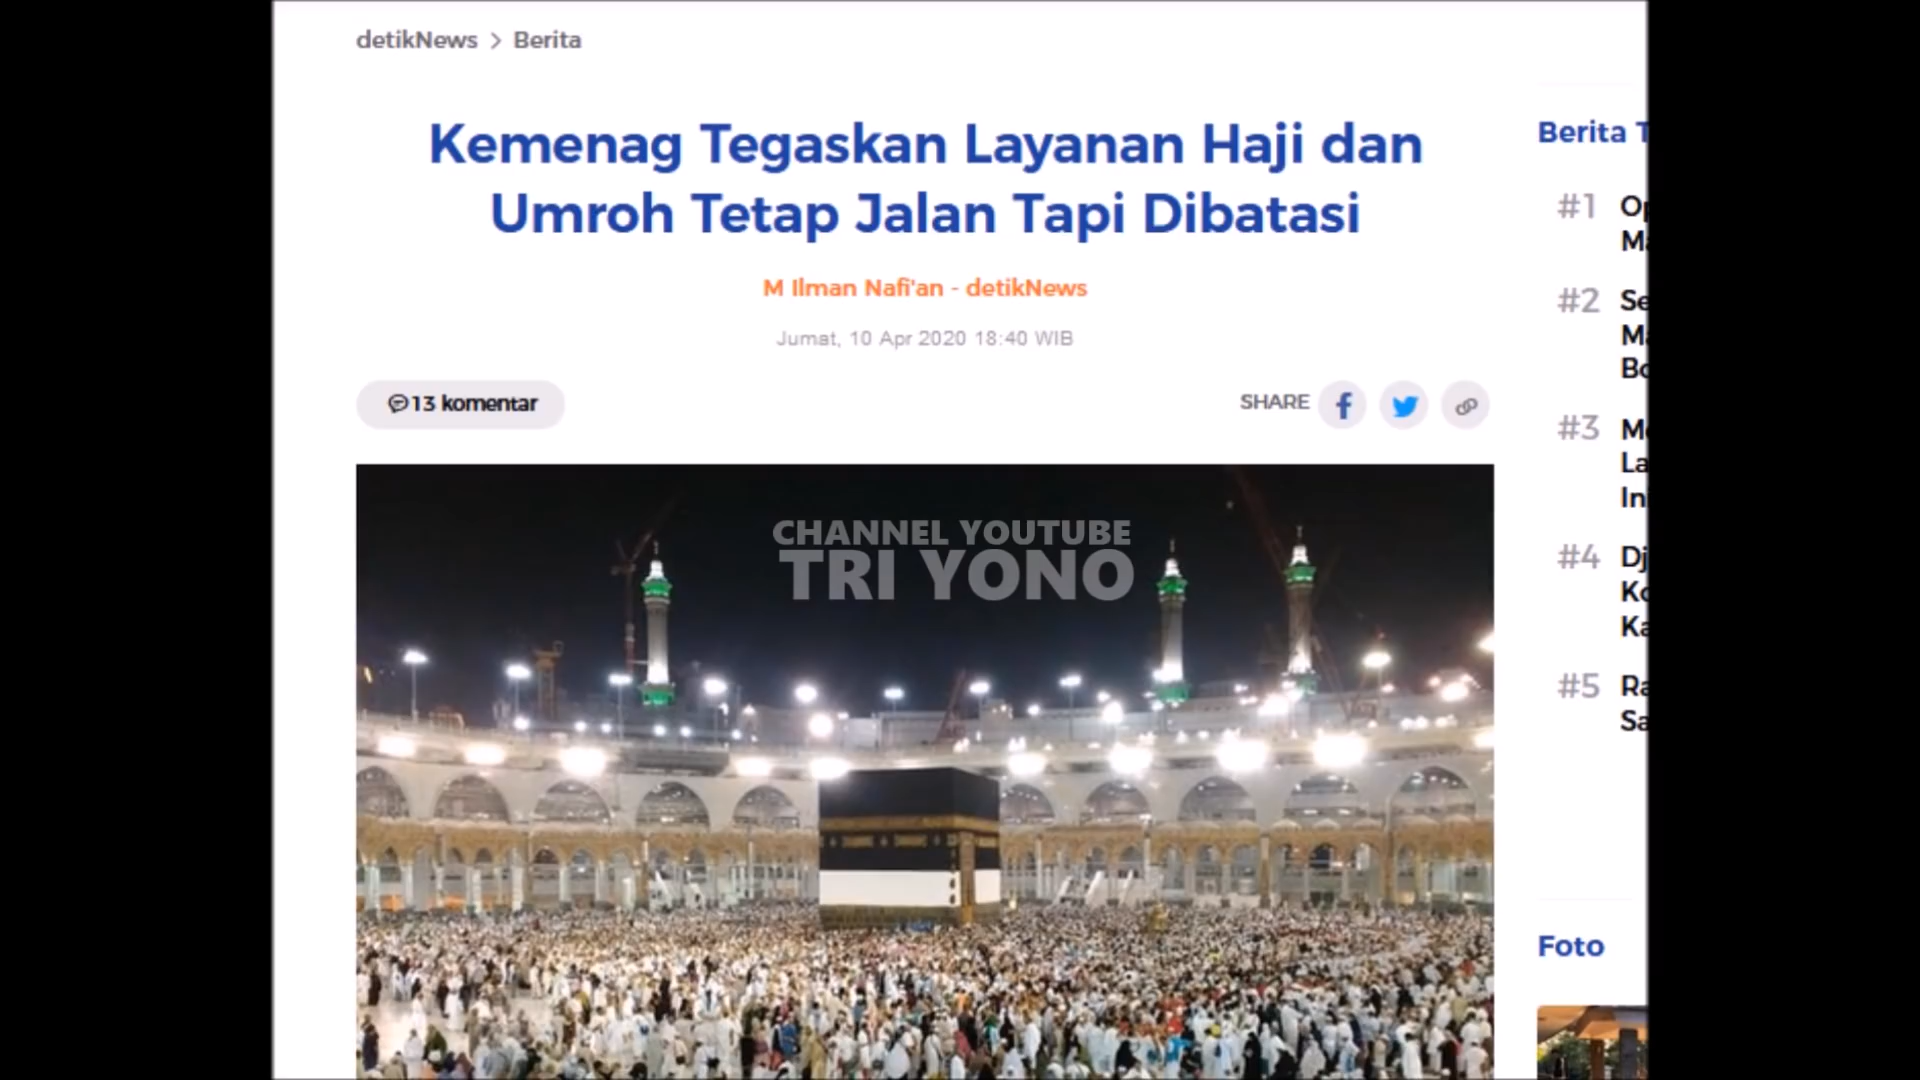 detikNews > Berita
Kemenag Tegaskan Layanan Haji dan
Umroh Tetap Jalan Tapi Dibatasi
M Ilman Nafi'an - detikNews
Jumat, 10 Apr 2020 18:40 WIB
13 komentar
SHARE
CHANNEL YOUTUBE
TRI YONO
Berita
#1
#2
#3
#4
#5
Foto